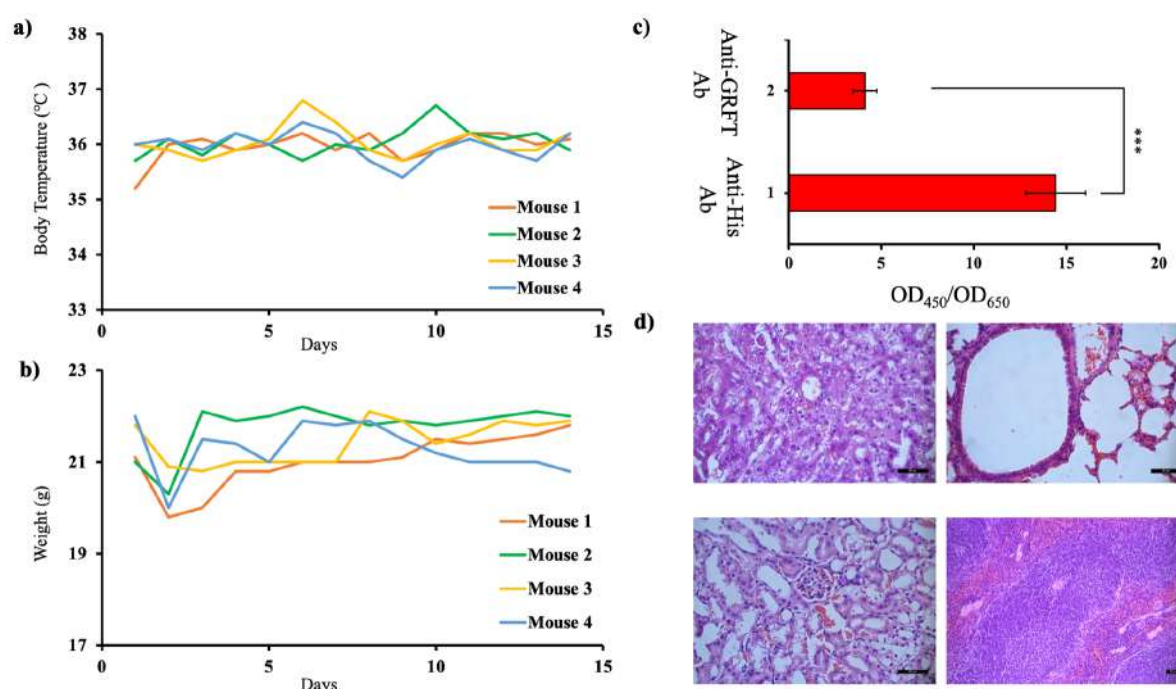 a)
38
37
36
35
34
33
Body Temperature (℃)
Mouse 1
Mouse 2
Mouse 3
Mouse 4
0
5
10
15
Days
b)
23
21
19
17
Weight (g)
Mouse 1
Mouse 2
Mouse 3
Mouse 4
0
5
10
15
Days
c)
Anti-GRFT
Ab
2
Anti-His
Ab
1
***
0
5
10
15
20
OD450/OD650
d)